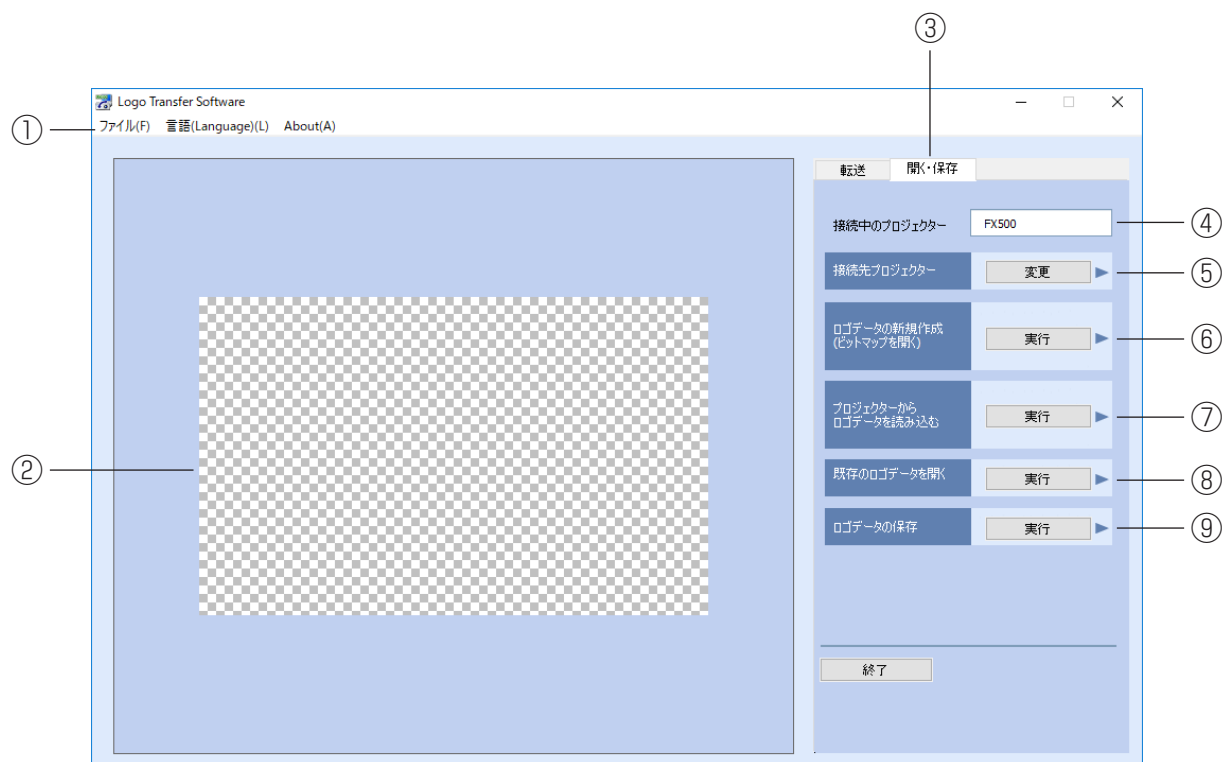 ③
Logo Transfer Software
① ファイル(F) 言語(Language)(L) About(A)
転送 開く・保存
接続中のプロジェクター FX500 ④
接続先プロジェクター 変更 ⑤
ロゴデータの新規作成
(ビットマップを開く) 実行 ⑥
プロジェクターから
ロゴデータを読み込む 実行 ⑦
②
既存のロゴデータを開く 実行 ⑧
ロゴデータの保存 実行 ⑨
終了